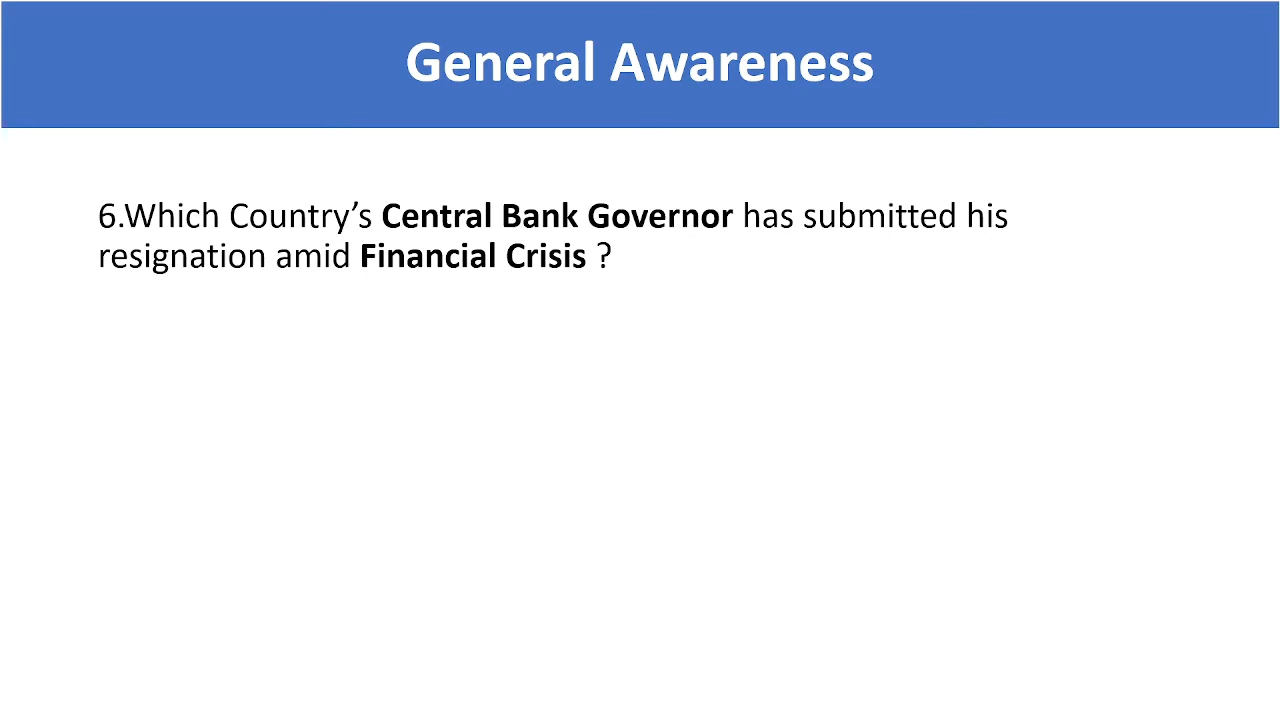 General Awareness
6.Which Country’s Central Bank Governor has submitted his
resignation amid Financial Crisis ?